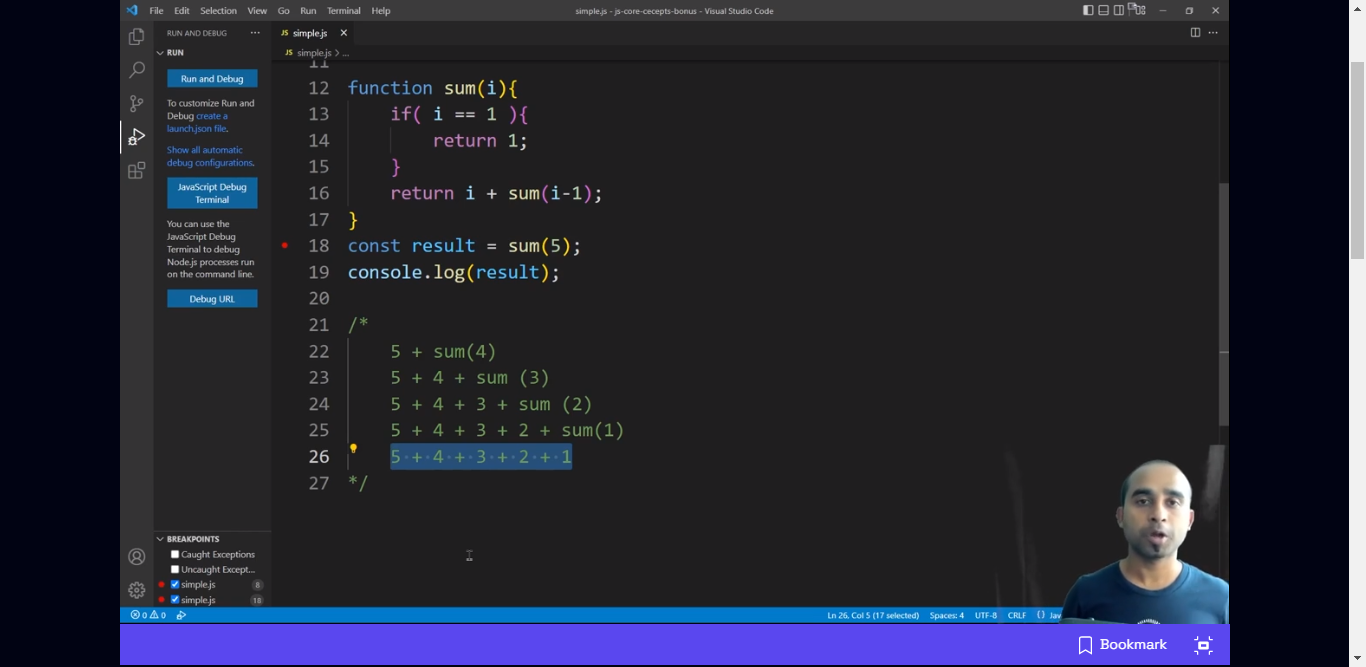 File Edit Selection View Go Run Terminal Help
simple.js - js-core-cecepts-bonus - Visual Studio Code
RUN AND DEBUG ...
JS simple.js
RUN
JS simple.js > ...
Run and Debug
To customize Run and
Debug create a
launch.json file.
Show all automatic
debug configurations.
JavaScript Debug
Terminal
You can use the
JavaScript Debug
Terminal to debug
Node.js processes run
on the command line.
Debug URL
11
12 function sum(i){
13 if( i == 1 ){
14 return 1;
15 }
16 return i + sum(i-1);
17 }
18 const result = sum(5);
19 console.log(result);
20
21 /*
22 5 + sum(4)
23 5 + 4 + sum (3)
24 5 + 4 + 3 + sum (2)
25 5 + 4 + 3 + 2 + sum(1)
26 5 + 4 + 3 + 2 + 1
27 */
BREAKPOINTS
Caught Exceptions
Uncaught Except...
simple.js 8
simple.js 18
0 0
Ln 26, Col 5 (17 selected) Spaces: 4 UTF-8 CRLF {} Jav
Bookmark